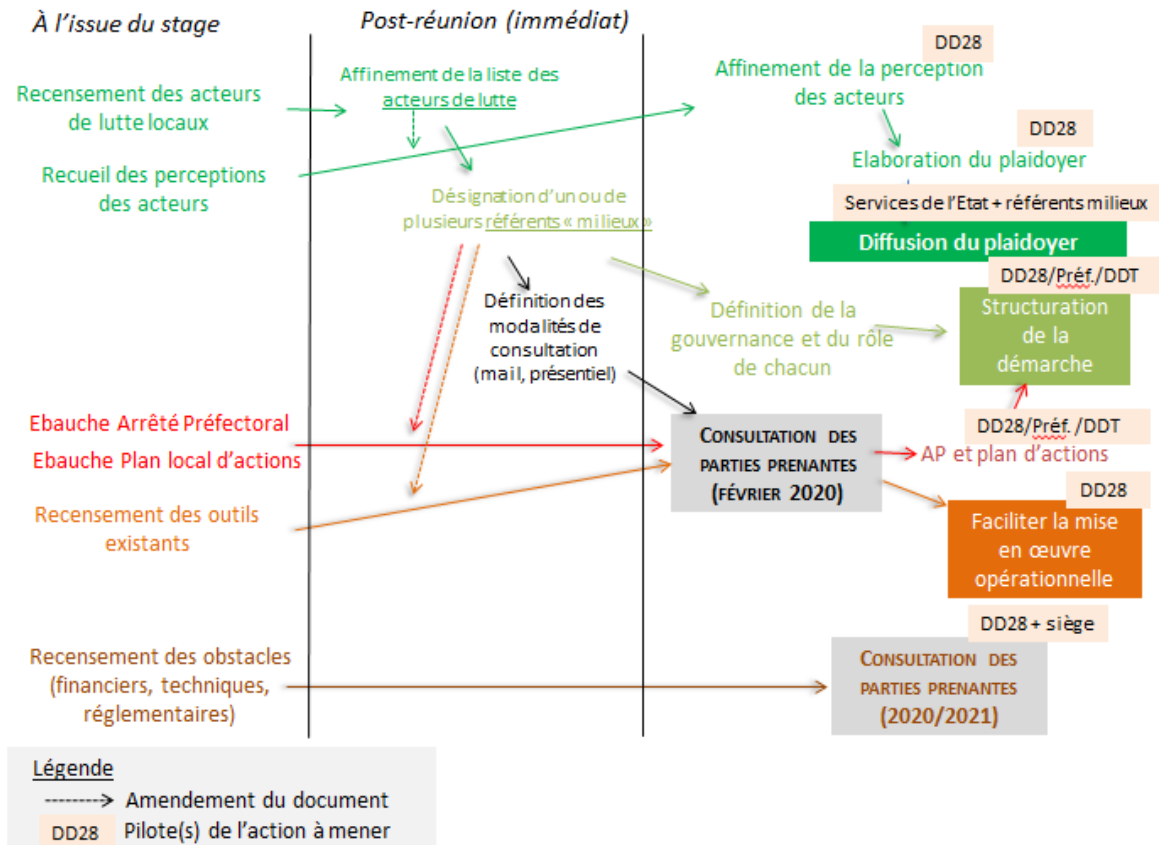 À l'issue du stage
Post-réunion (immédiat)
Recensement des acteurs
de lutte locaux
Recueil des perceptions
des acteurs
Ebauche Arrêté Préfectoral
Ebauche Plan local d'actions
Recensement des outils
existants
Recensement des obstacles
(financiers, techniques,
réglementaires)
Affinement de la liste des
acteurs de lutte
Désignation d'un ou de
plusieurs référents « milieux »
Définition des
modalités de
consultation
(mail, présentiel)
DD28
Affinement de la perception
des acteurs
DD28
Elaboration du plaidoyer
Services de l'Etat + référents milieux
Diffusion du plaidoyer
DD28/Préf./DDT
Structuration
de la
démarche
Définition de la
gouvernance et du rôle
de chacun
DD28/Préf. /DDT
AP et plan d'actions
CONSULTATION DES
PARTIES PRENANTES
(FÉVRIER 2020)
DD28
Faciliter la mise
en œuvre
opérationnelle
DD28 + siège
CONSULTATION DES
PARTIES PRENANTES
(2020/2021)
Légende
Amendement du document
DD28 Pilote(s) de l'action à mener